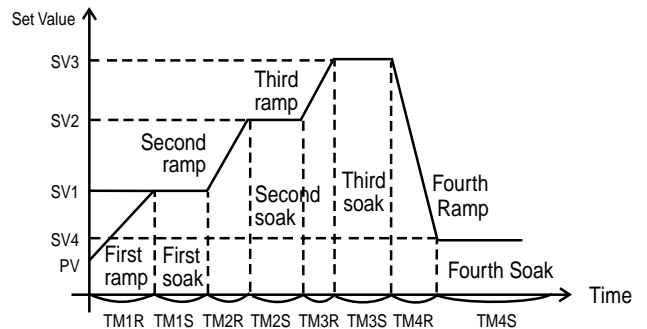 Set Value
SV3
Third
ramp
SV2
Second
ramp
SV1
Second
soak
Third
soak
Fourth
Ramp
SV4
PV
First
ramp
First
soak
Fourth Soak
Time
TM1R TM1S TM2R TM2S TM3R TM3S TM4R TM4S